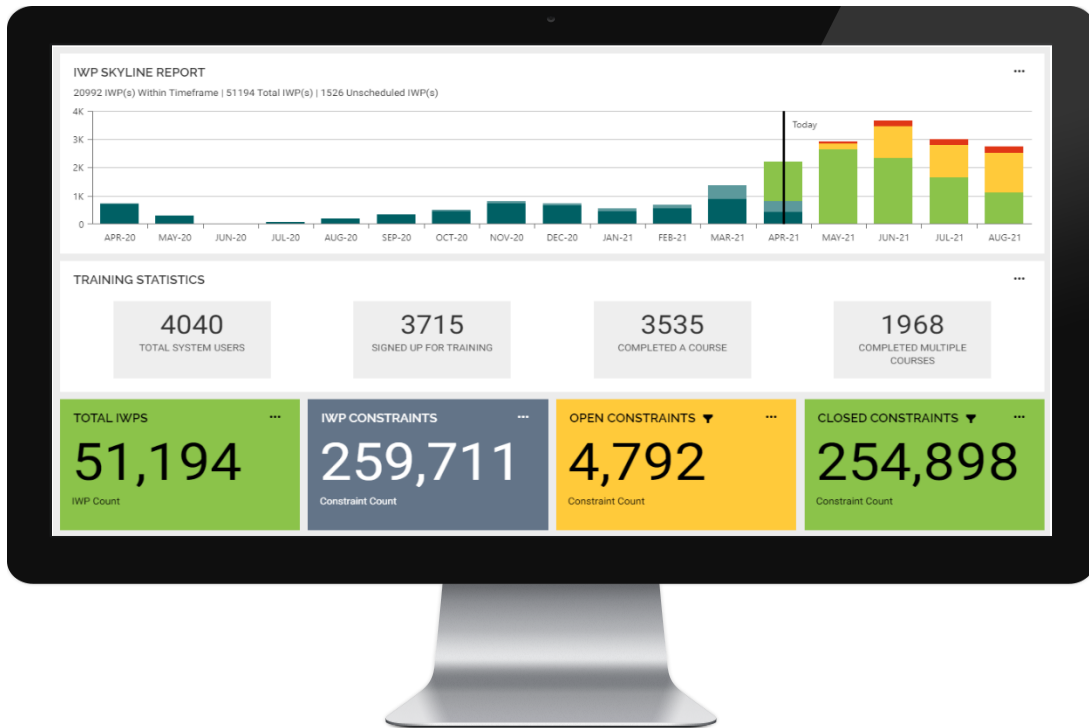 IWP SKYLINE REPORT
20992 IWP(s) Within Timeframe | 51194 Total IWP(s) | 1526 Unscheduled IWP(s)
4K
3K
2K
1K
0
Today
APR-20 MAY-20 JUN-20 JUL-20 AUG-20 SEP-20 OCT-20 NOV-20 DEC-20 JAN-21 FEB-21 MAR-21 APR-21 MAY-21 JUN-21 JUL-21 AUG-21
TRAINING STATISTICS
4040 3715 3535 1968
TOTAL SYSTEM USERS SIGNED UP FOR TRAINING COMPLETED A COURSE COMPLETED MULTIPLE
COURSES
TOTAL IWPS IWP CONSTRAINTS OPEN CONSTRAINTS CLOSED CONSTRAINTS
51,194 259,711 4,792 254,898
IWP Count Constraint Count Constraint Count Constraint Count